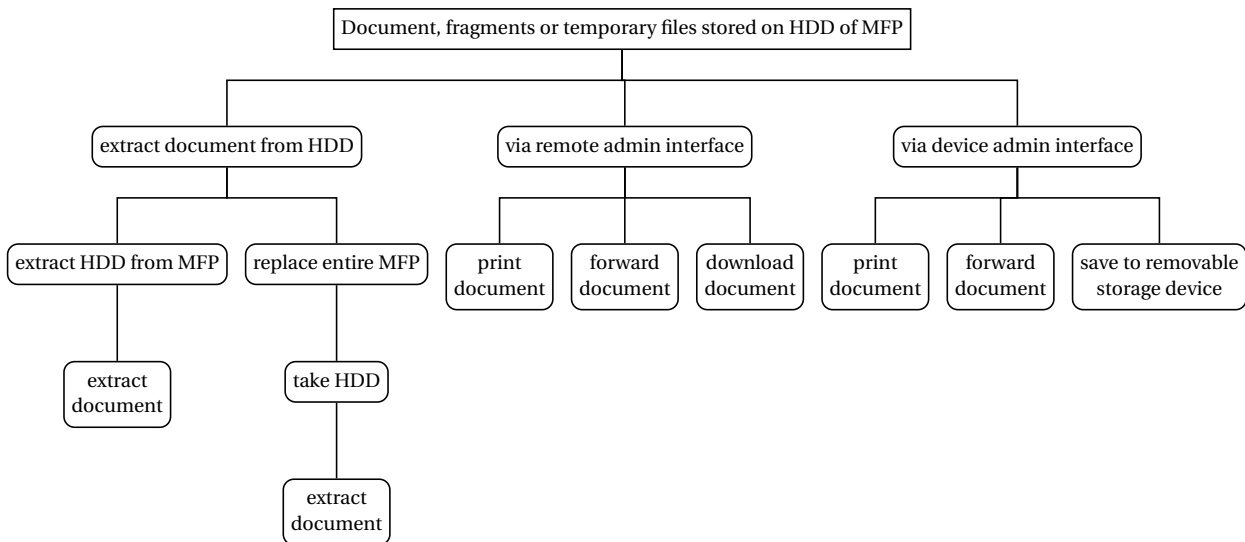 Document, fragments or temporary files stored on HDD of MFP
extract document from HDD
via remote admin interface
via device admin interface
extract HDD from MFP
replace entire MFP
print
document
forward
document
download
document
print
document
forward
document
save to removable
storage device
extract
document
take HDD
extract
document